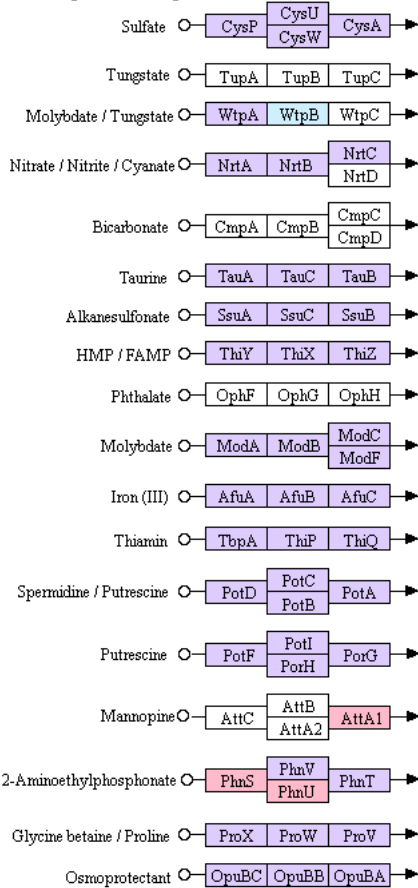 Sulfate CysP CysU CysW CysA
Tungstate TupA TupB TupC
Molybdate / Tungstate WtpA WtpB WtpC
Nitrate / Nitrite / Cyanate NrtA NrtB NrtC NrtD
Bicarbonate CmpA CmpB CmpC CmpD
Taurine TauA TauC TauB
Alkanesulfonate SsuA SsuC SsuB
HMP / FAMP ThiY ThiX ThiZ
Phthalate OphF OphG OphH
Molybdate ModA ModB ModC ModF
Iron (III) AfuA AfuB AfuC
Thiamin TbpA ThiP ThiQ
Spermidine / Putrescine PotD PotC PotB PotA
Putrescine PotF PotI PorH PorG
Mannopine AttC AttB AttA2 AttA1
2-Aminoethylphosphonate PhnS PhnV PhnU PhnT
Glycine betaine / Proline ProX ProW ProV
Osmoprotectant OpuBC OpuBB OpuBA